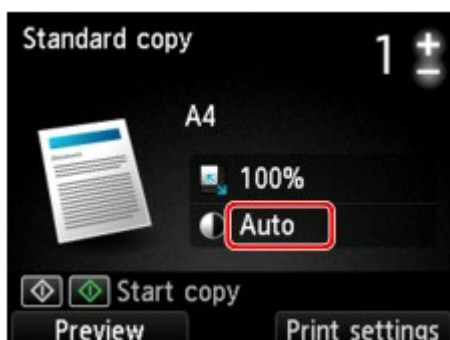 Standard copy
1 + -
A4
100%
Auto
Start copy
Preview Print settings